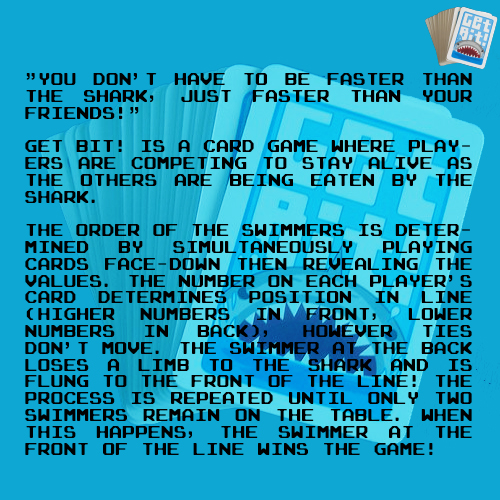 GET
BIT!
"YOU DON'T HAVE TO BE FASTER THAN
THE SHARK, JUST FASTER THAN YOUR
FRIENDS!"
GET BIT! IS A CARD GAME WHERE PLAY-
ERS ARE COMPETING TO STAY ALIVE AS
THE OTHERS ARE BEING EATEN BY THE
SHARK.
THE ORDER OF THE SWIMMERS IS DETER-
MINED BY SIMULTANEOUSLY PLAYING
CARDS FACE-DOWN THEN REVEALING THE
VALUES. THE NUMBER ON EACH PLAYER'S
CARD DETERMINES POSITION IN LINE
(HIGHER NUMBERS IN FRONT, LOWER
NUMBERS IN BACK), HOWEVER TIES
DON'T MOVE. THE SWIMMER AT THE BACK
LOSES A LIMB TO THE SHARK AND IS
FLUNG TO THE FRONT OF THE LINE! THE
PROCESS IS REPEATED UNTIL ONLY TWO
SWIMMERS REMAIN ON THE TABLE. WHEN
THIS HAPPENS, THE SWIMMER AT THE
FRONT OF THE LINE WINS THE GAME!